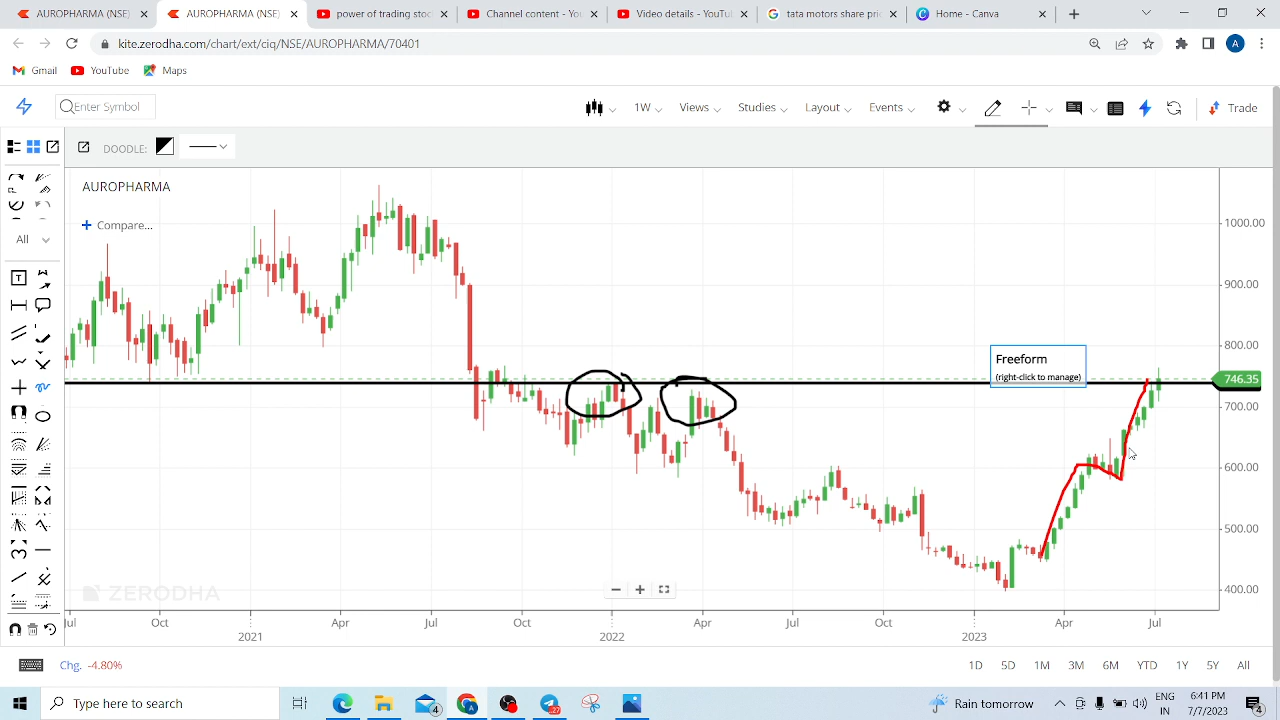 AUROPHARMA (NSE)
AUROPHARMA (NSE)
types of trading stock
Channel content - You
Video details - YouTu
tata motors share pric
Home - Canva
kite.zerodha.com/chart/ext/ciq/NSE/AUROPHARMA/70401
Gmail YouTube Maps
Enter Symbol 1W Views Studies Layout Events Trade
DOODLE:
AUROPHARMA
Compare...
All
1000.00
900.00
800.00
746.35
700.00
600.00
500.00
400.00
Freeform
(right-click to manage)
ZERODHA
Jul Oct 2021 Apr Jul Oct 2022 Apr Jul Oct 2023 Apr Jul
Chg. -4.80% 1D 5D 1M 3M 6M YTD 1Y 5Y All
Type here to search
Rain tomorrow
ENG
IN
6:41 PM
7/7/2023